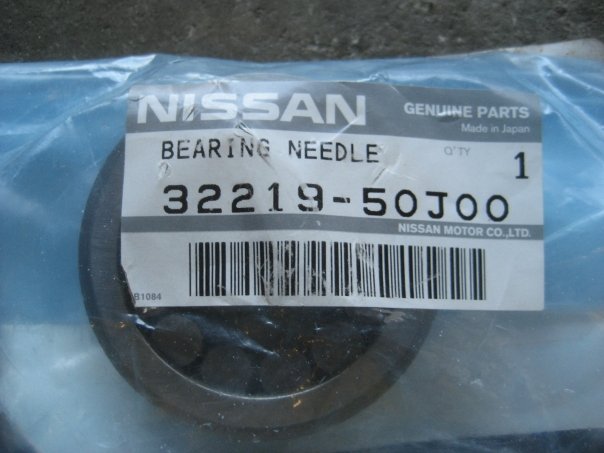 NISSAN GENUINE PARTS
Made in Japan
BEARING NEEDLE Q'TY 1
32219-50J00
NISSAN MOTOR CO.,LTD.
B1084